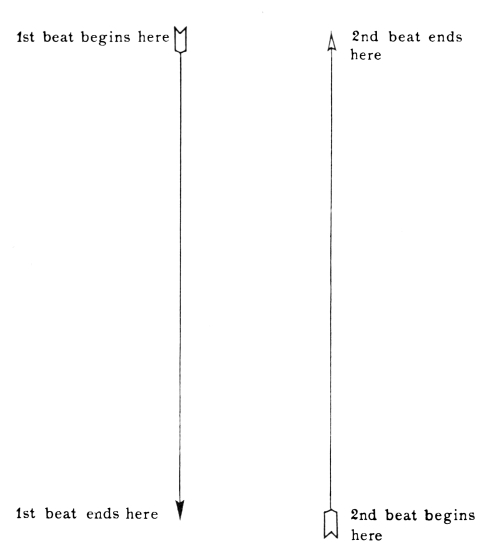 1st beat begins here
2nd beat ends
here
1st beat ends here
2nd beat begins
here